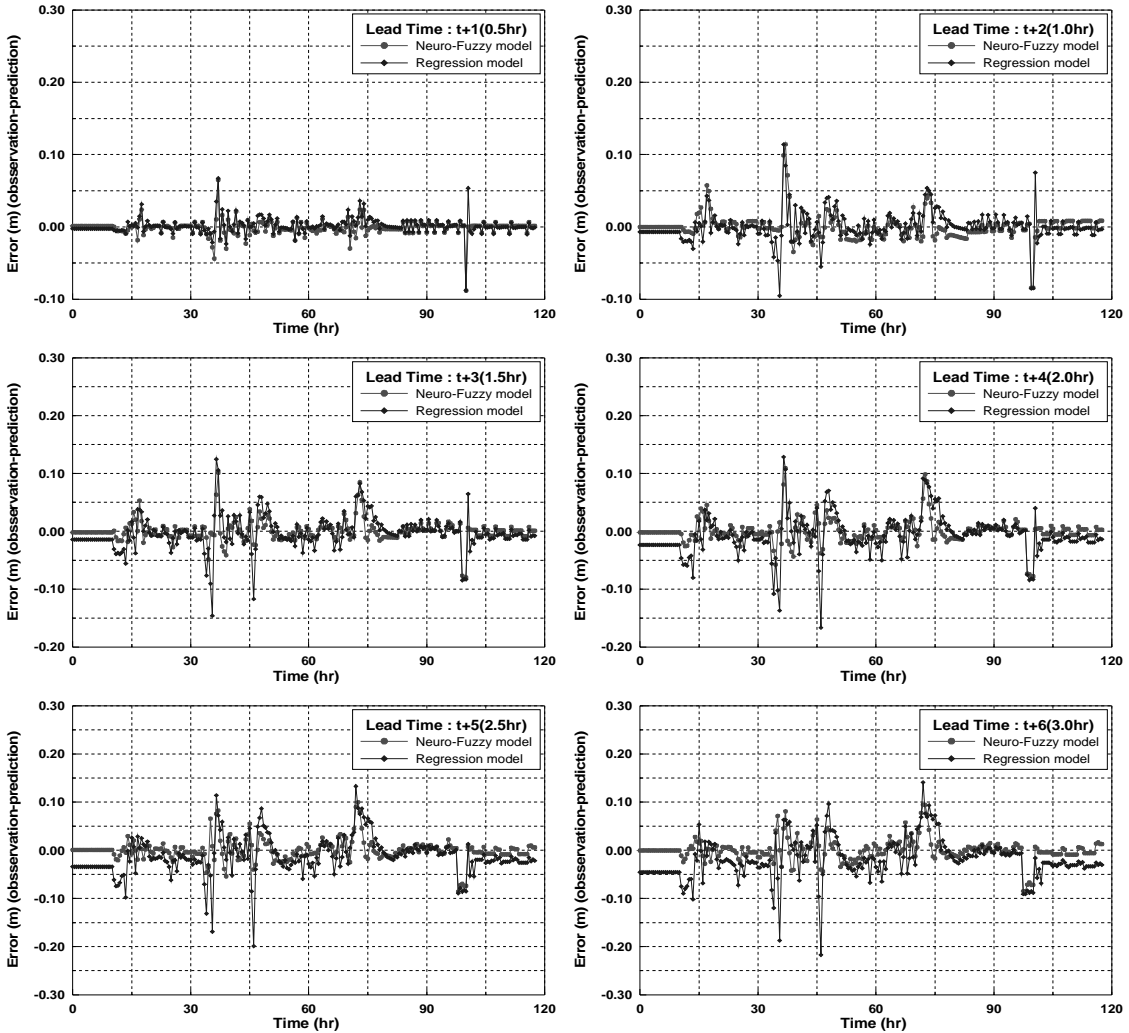 Lead Time : t+1(0.5hr)
Neuro-Fuzzy model
Regression model
Error (m) (obsservation-prediction)
0.30
0.20
0.10
0.00
-0.10
0 30 60 90 120
Time (hr)
Lead Time : t+2(1.0hr)
Neuro-Fuzzy model
Regression model
Error (m) (obsservation-prediction)
0.30
0.20
0.10
0.00
-0.10
0 30 60 90 120
Time (hr)
Lead Time : t+3(1.5hr)
Neuro-Fuzzy model
Regression model
Error (m) (obsservation-prediction)
0.30
0.20
0.10
0.00
-0.10
-0.20
0 30 60 90 120
Time (hr)
Lead Time : t+4(2.0hr)
Neuro-Fuzzy model
Regression model
Error (m) (obsservation-prediction)
0.30
0.20
0.10
0.00
-0.10
-0.20
0 30 60 90 120
Time (hr)
Lead Time : t+5(2.5hr)
Neuro-Fuzzy model
Regression model
Error (m) (obsservation-prediction)
0.30
0.20
0.10
0.00
-0.10
-0.20
-0.30
0 30 60 90 120
Time (hr)
Lead Time : t+6(3.0hr)
Neuro-Fuzzy model
Regression model
Error (m) (obsservation-prediction)
0.30
0.20
0.10
0.00
-0.10
-0.20
-0.30
0 30 60 90 120
Time (hr)